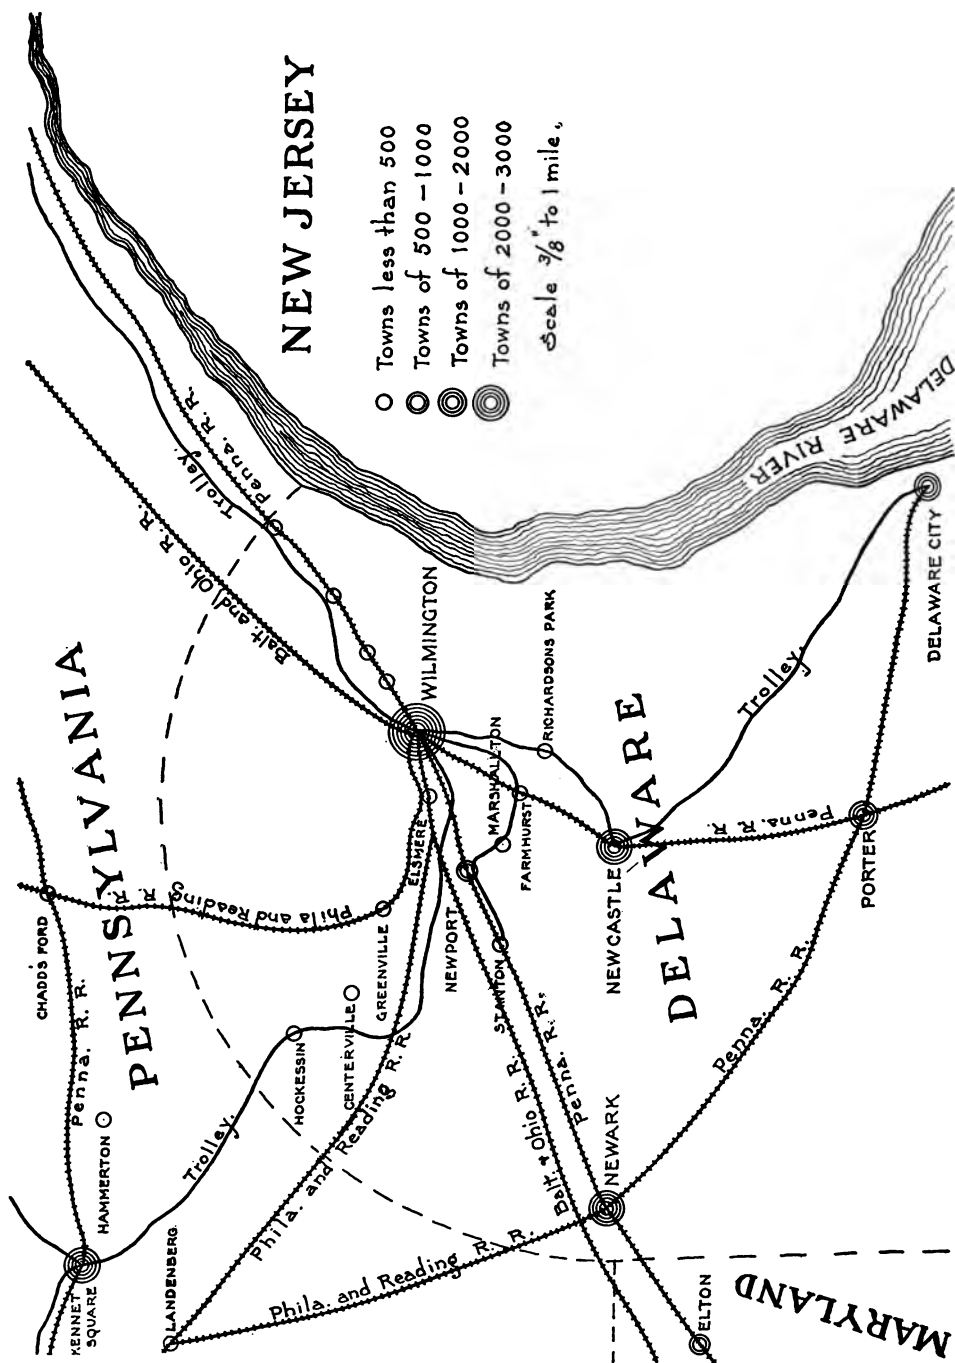 NEW JERSEY
Towns less than 500
Towns of 500-1000
Towns of 1000-2000
Towns of 2000-3000
Scale 3/8" to 1 mile.
DELAWARE RIVER
Penna. R. R.
Trolley.
Balt. and Ohio R. R.
PENNSYLVANIA
WILMINGTON
RICHARDSONS PARK
MARSHALLTON
FARMHURST
ELSMERE
NEWPORT
STANTON
GREENVILLE
CENTERVILLE
HOCKESSIN
CHADDS FORD
Phila and Reading R. R.
Penna. R. R.
HAMMERTON
KENNET
SQUARE
Trolley.
LANDENBERG.
Phila. and Reading R. R.
Phila. and Reading R. R.
Balt. & Ohio R. R.
Penna. R. R.
NEWARK
NEWCASTLE
DELAWARE
Trolley.
Penna. R. R.
PORTER
DELAWARE CITY
Penna. R. R.
ELTON
MARYLAND